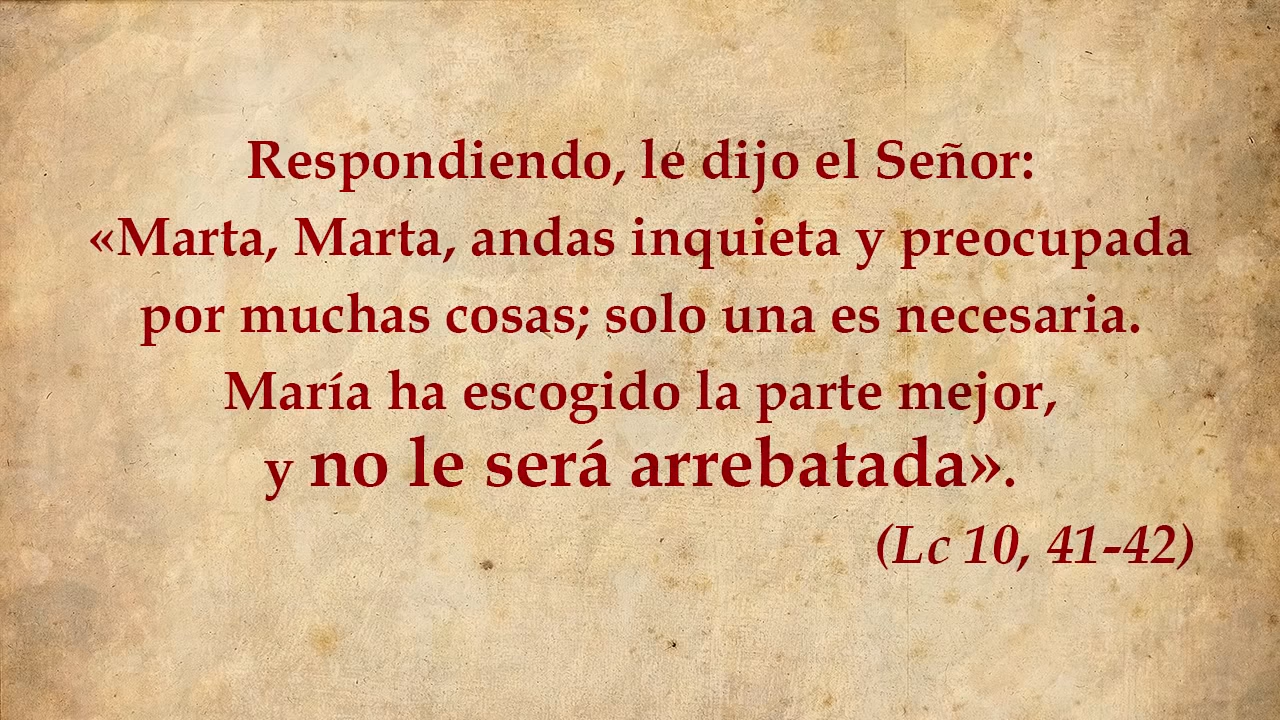 Respondiendo, le dijo el Señor:
«Marta, Marta, andas inquieta y preocupada
por muchas cosas; solo una es necesaria.
María ha escogido la parte mejor,
y no le será arrebatada».
(Lc 10, 41-42)